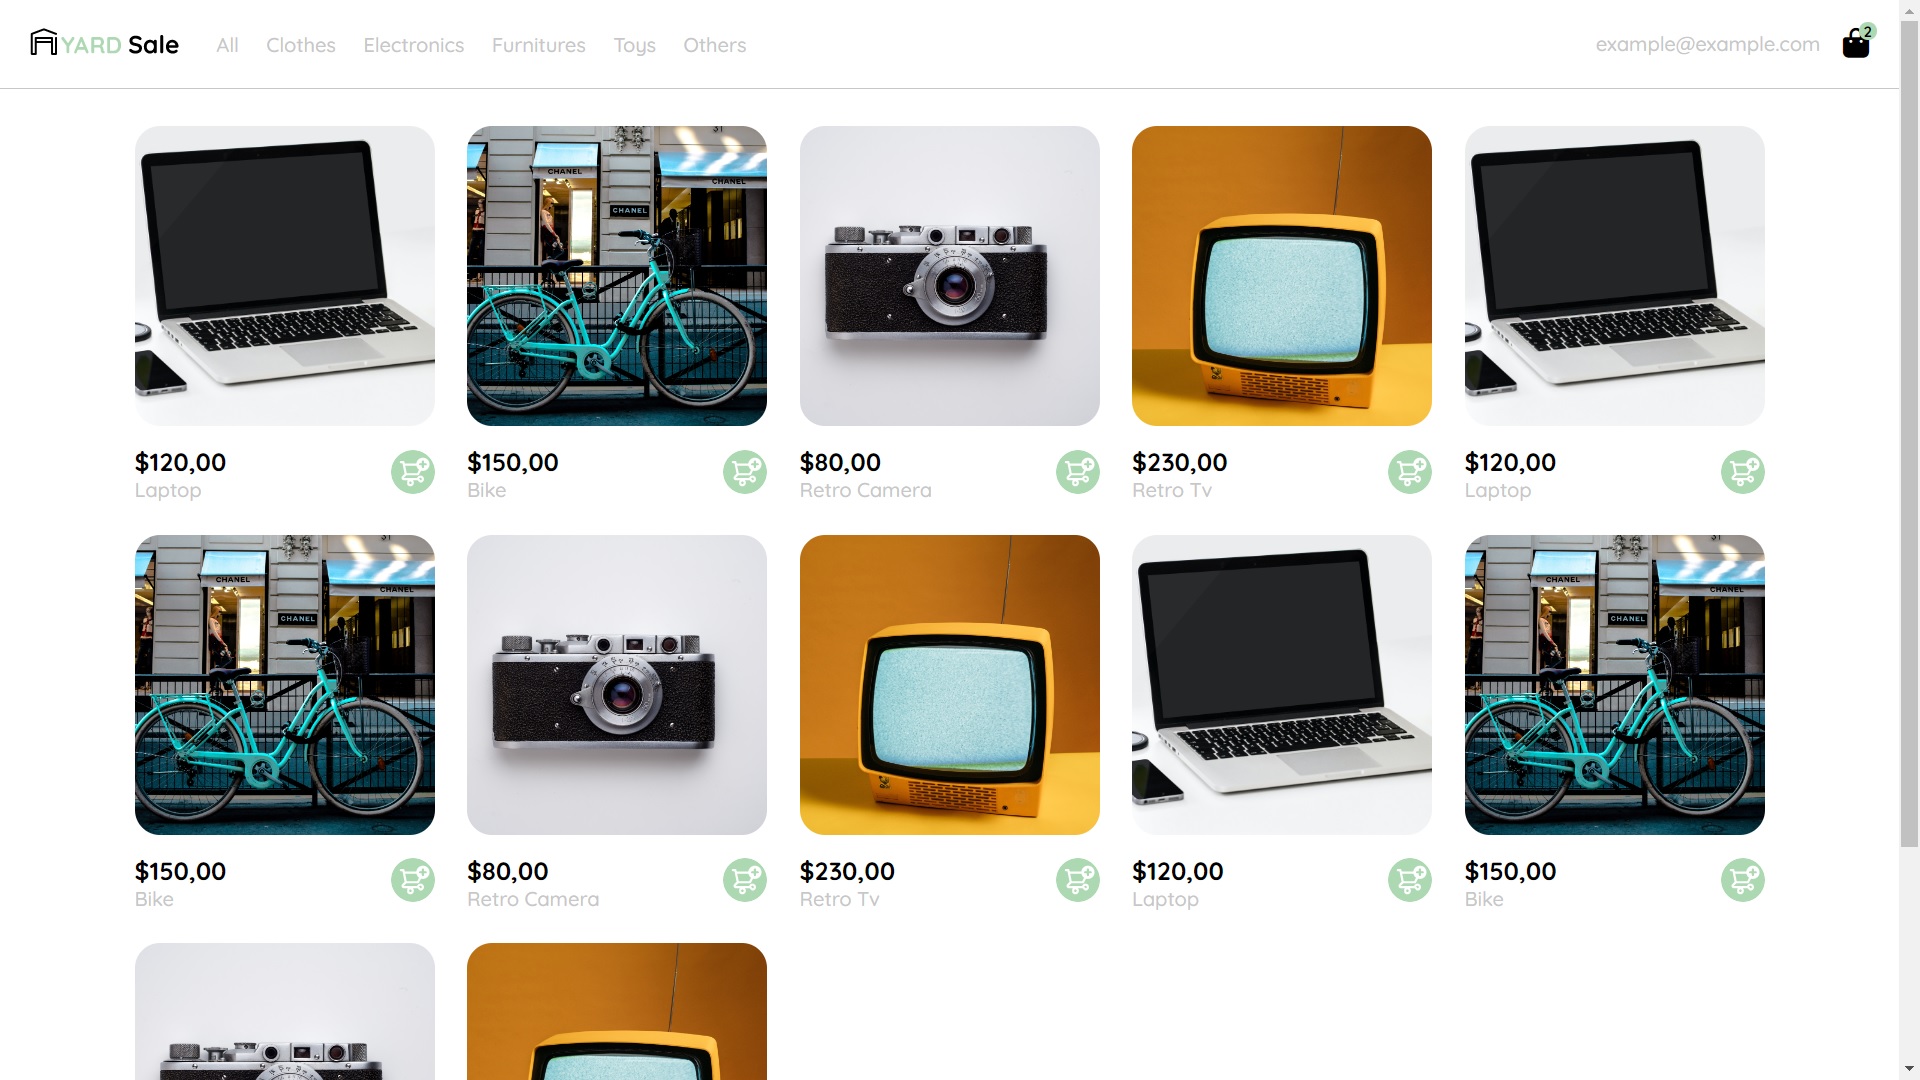 YARD Sale All Clothes Electronics Furnitures Toys Others example@example.com 2
CHANEL
CHANEL
CHANEL
$120,00 $150,00 $80,00 $230,00 $120,00
Laptop Bike Retro Camera Retro Tv Laptop
CHANEL
CHANEL
CHANEL
CHANEL
CHANEL
CHANEL
$150,00 $80,00 $230,00 $120,00 $150,00
Bike Retro Camera Retro Tv Laptop Bike